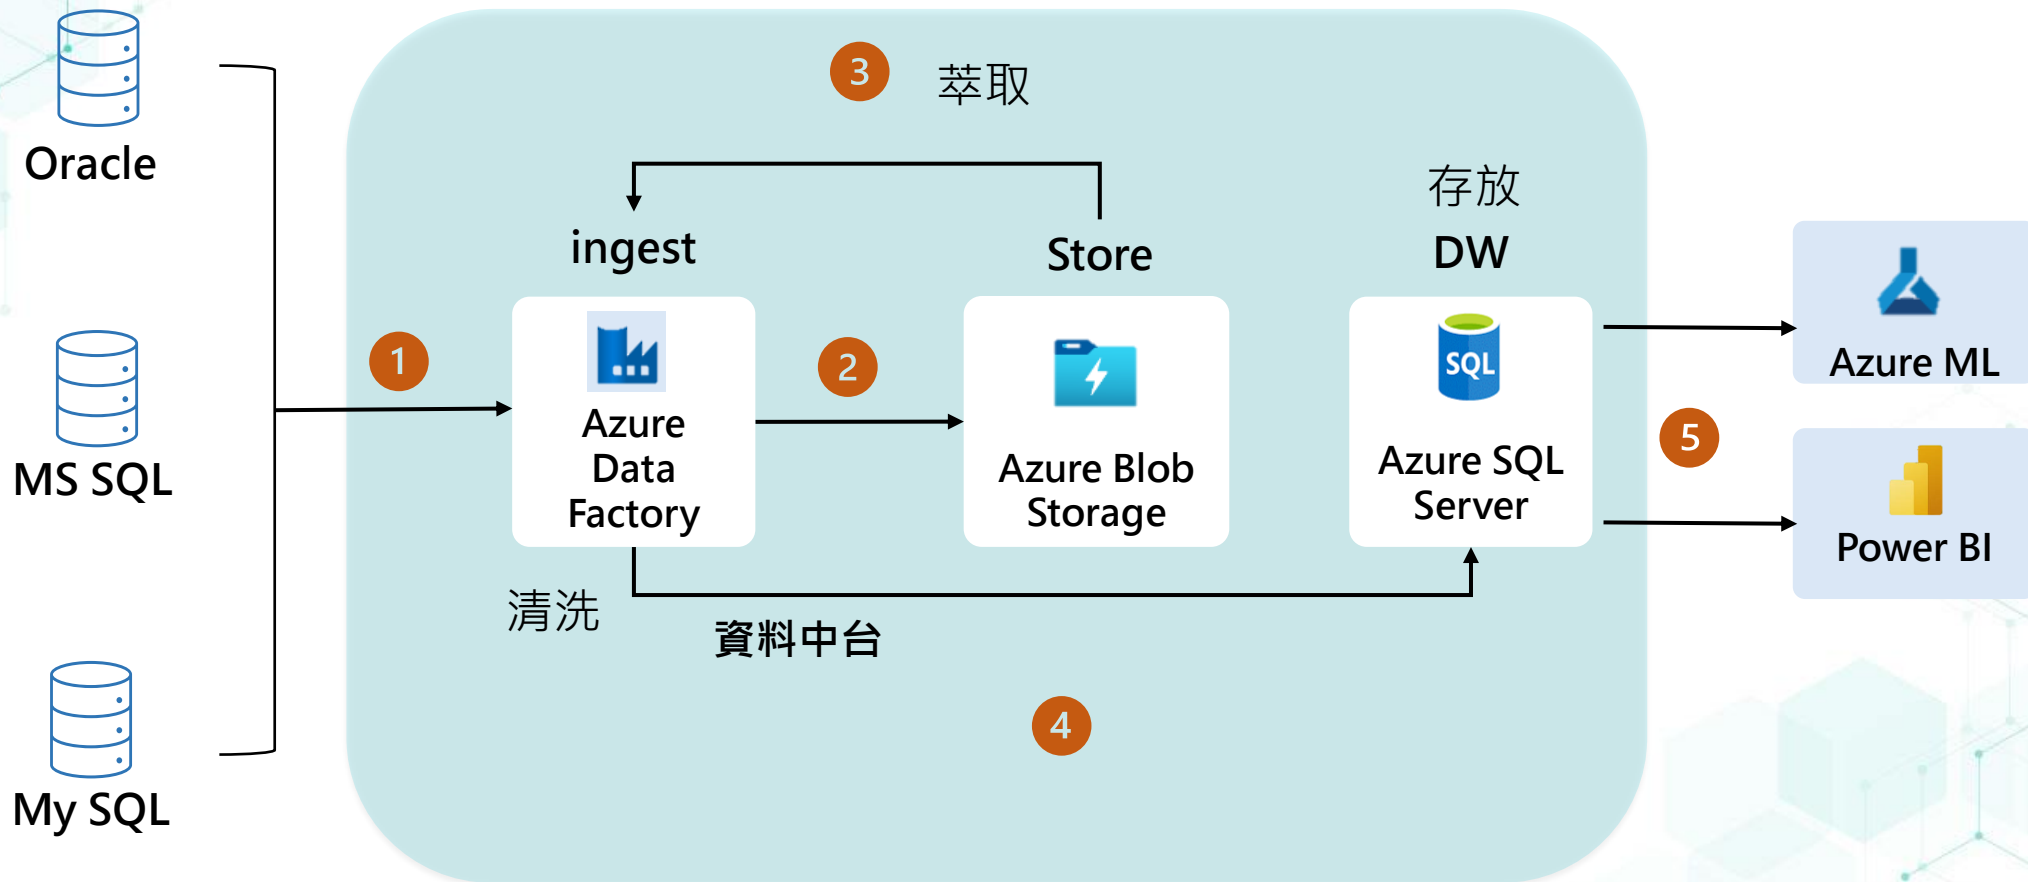 Oracle
MS SQL
My SQL
1
2
3
萃取
ingest
Store
存放
DW
Azure
Data
Factory
Azure Blob
Storage
SQL
Azure SQL
Server
清洗
資料中台
4
5
Azure ML
Power BI